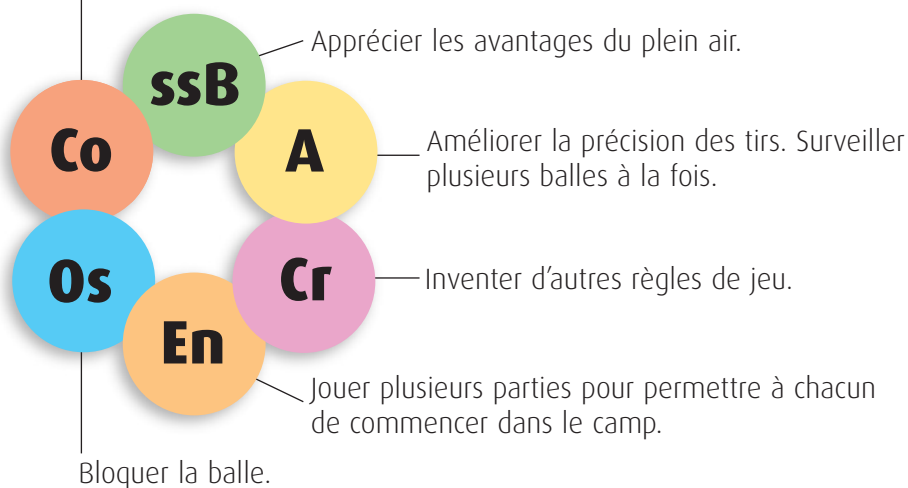 Apprécier les avantages du plein air.
ssB
Co
A
Améliorer la précision des tirs. Surveiller
plusieurs balles à la fois.
Os
Cr
Inventer d'autres règles de jeu.
En
Jouer plusieurs parties pour permettre à chacun
de commencer dans le camp.
Bloquer la balle.